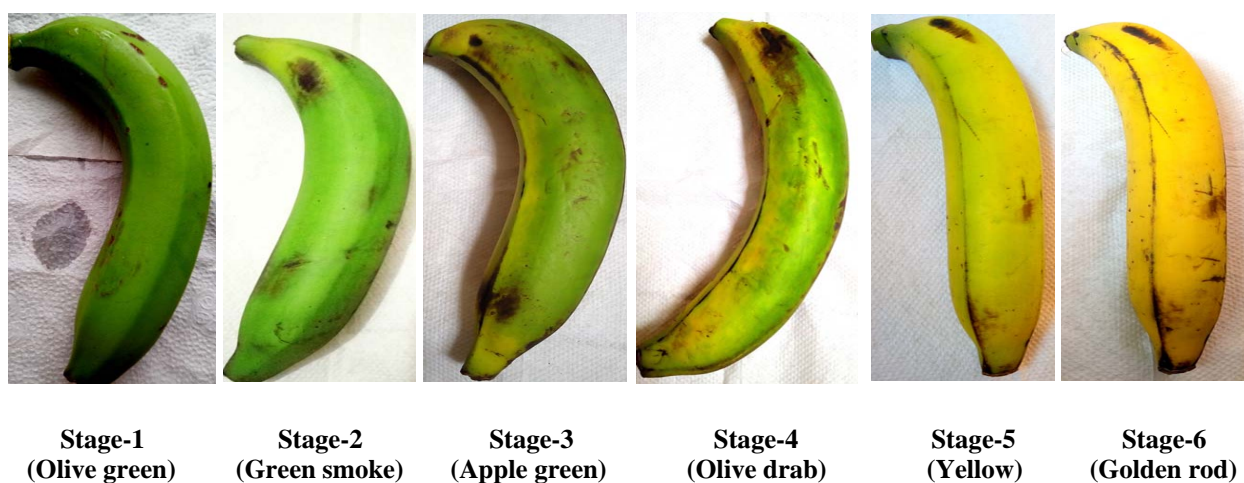 Stage-1
(Olive green)
Stage-2
(Green smoke)
Stage-3
(Apple green)
Stage-4
(Olive drab)
Stage-5
(Yellow)
Stage-6
(Golden rod)